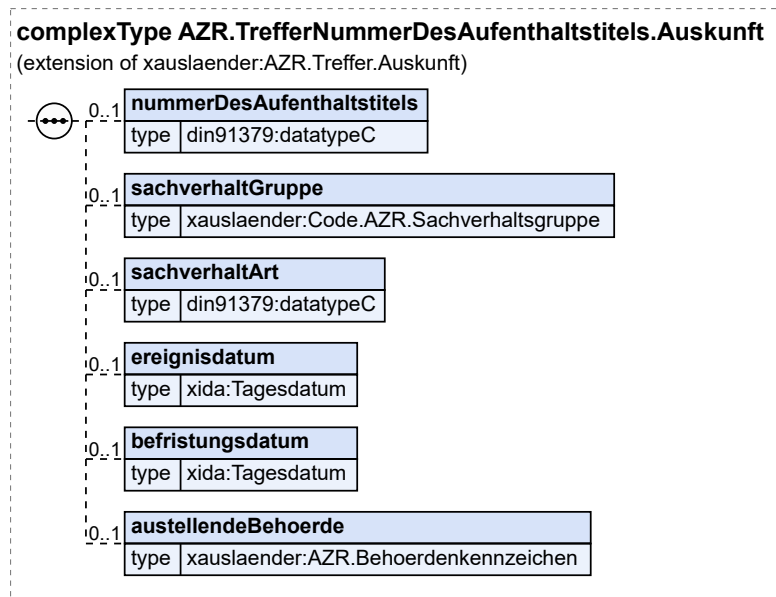 complexType AZR.TrefferNummerDesAufenthaltstitels.Auskunft
(extension of xauslaender:AZR.Treffer.Auskunft)
0..1 nummerDesAufenthaltstitels
type din91379:datatypeC
0..1 sachverhaltGruppe
type xauslaender:Code.AZR.Sachverhaltsgruppe
0..1 sachverhaltArt
type din91379:datatypeC
0..1 ereignisdatum
type xida:Tagesdatum
0..1 befristungsdatum
type xida:Tagesdatum
0..1 austellendeBehoerde
type xauslaender:AZR.Behoerdenkennzeichen